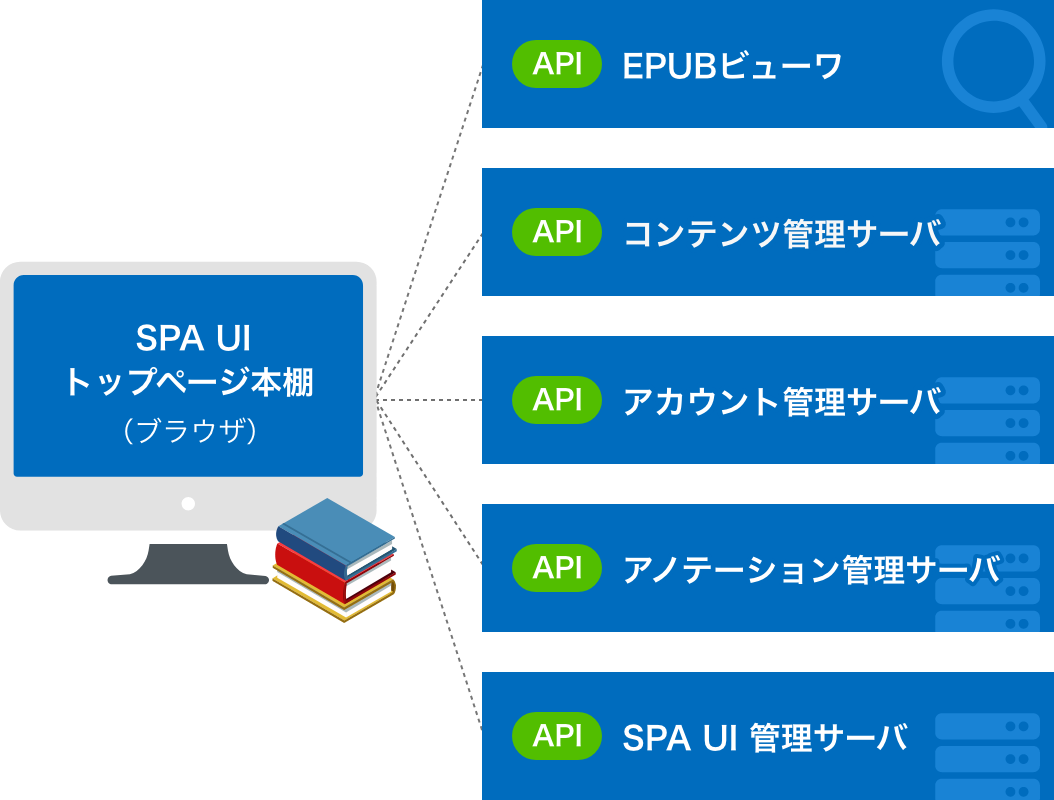 SPA UI
トップページ本棚
（ブラウザ）
API EPUBビューワ
API コンテンツ管理サーバ
API アカウント管理サーバ
API アノテーション管理サーバ
API SPA UI 管理サーバ